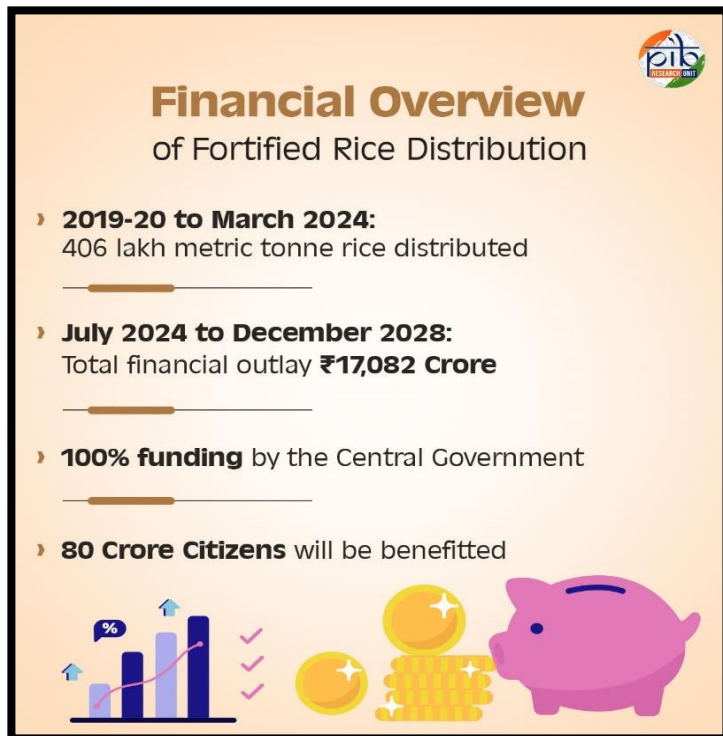 pib
RESEARCH UNIT
Financial Overview
of Fortified Rice Distribution
› 2019-20 to March 2024:
406 lakh metric tonne rice distributed
› July 2024 to December 2028:
Total financial outlay ₹17,082 Crore
› 100% funding by the Central Government
› 80 Crore Citizens will be benefitted
%